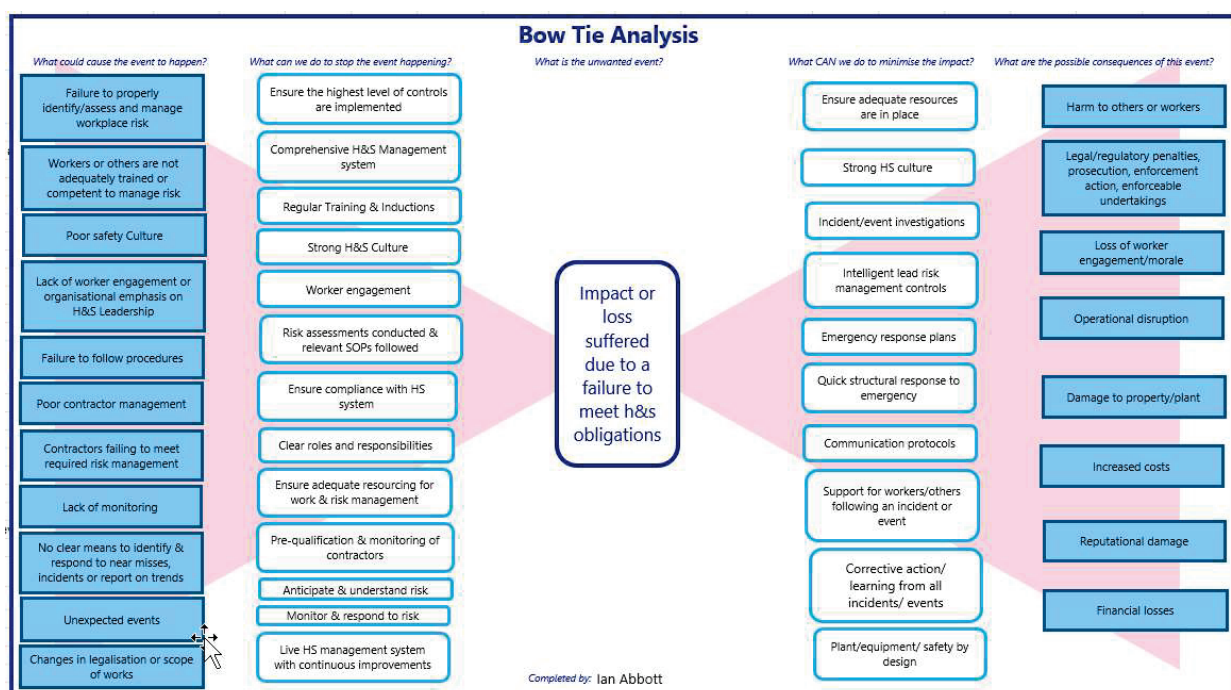 Bow Tie Analysis
What could cause the event to happen?
Failure to properly
identify/assess and manage
workplace risk
Workers or others are not
adequately trained or
competent to manage risk
Poor safety Culture
Lack of worker engagement or
organisational emphasis on
H&S Leadership
Failure to follow procedures
Poor contractor management
Contractors failing to meet
required risk management
Lack of monitoring
No clear means to identify &
respond to near misses,
incidents or report on trends
Unexpected events
Changes in legalisation or scope
of works
What can we do to stop the event happening?
Ensure the highest level of controls
are implemented
Comprehensive H&S Management
system
Regular Training & Inductions
Strong H&S Culture
Worker engagement
Risk assessments conducted &
relevant SOPs followed
Ensure compliance with HS
system
Clear roles and responsibilities
Ensure adequate resourcing for
work & risk management
Pre-qualification & monitoring of
contractors
Anticipate & understand risk
Monitor & respond to risk
Live HS management system
with continuous improvements
What is the unwanted event?
Impact or
loss
suffered
due to a
failure to
meet h&s
obligations
Completed by: Ian Abbott
What CAN we do to minimise the impact?
Ensure adequate resources
are in place
Strong HS culture
Incident/event investigations
Intelligent lead risk
management controls
Emergency response plans
Quick structural response to
emergency
Communication protocols
Support for workers/others
following an incident or
event
Corrective action/
learning from all
incidents/ events
Plant/equipment/ safety by
design
What are the possible consequences of this event?
Harm to others or workers
Legal/regulatory penalties,
prosecution, enforcement
action, enforceable
undertakings
Loss of worker
engagement/morale
Operational disruption
Damage to property/plant
Increased costs
Reputational damage
Financial losses